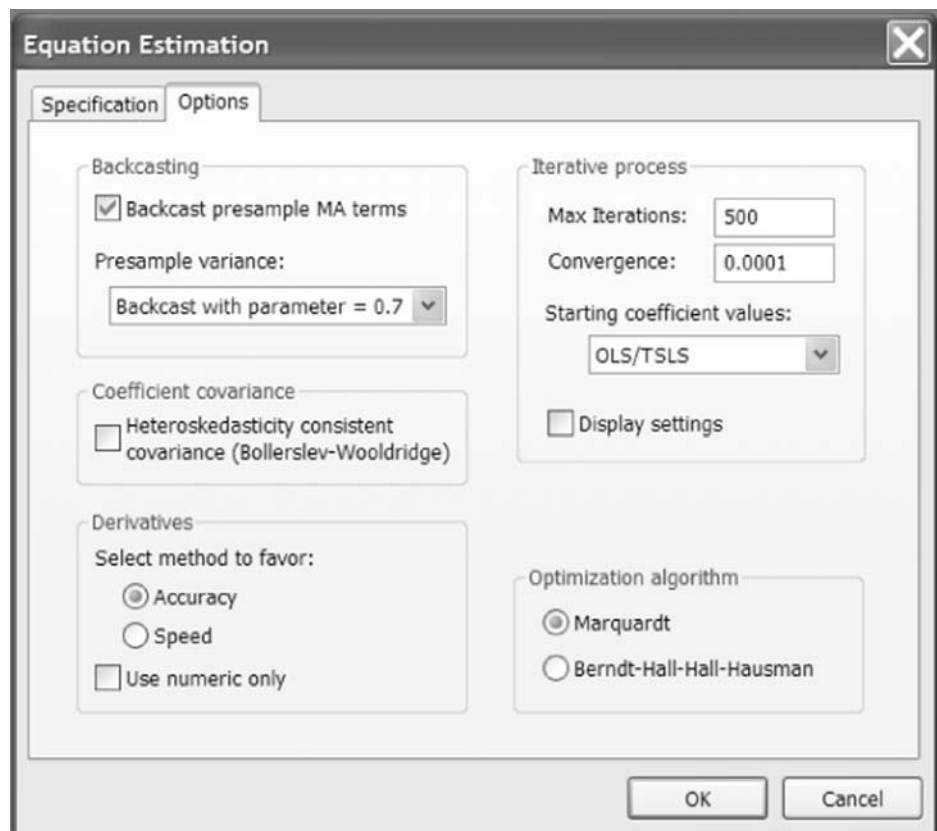 Equation Estimation
Specification
Options
Backcasting
Backcast presample MA terms
Presample variance:
Backcast with parameter = 0.7
Coefficient covariance
Heteroskedasticity consistent
covariance (Bollerslev-Wooldridge)
Derivatives
Select method to favor:
Accuracy
Speed
Use numeric only
Iterative process
Max Iterations:
500
Convergence:
0.0001
Starting coefficient values:
OLS/TSLS
Display settings
Optimization algorithm
Marquardt
Berndt-Hall-Hall-Hausman
OK
Cancel